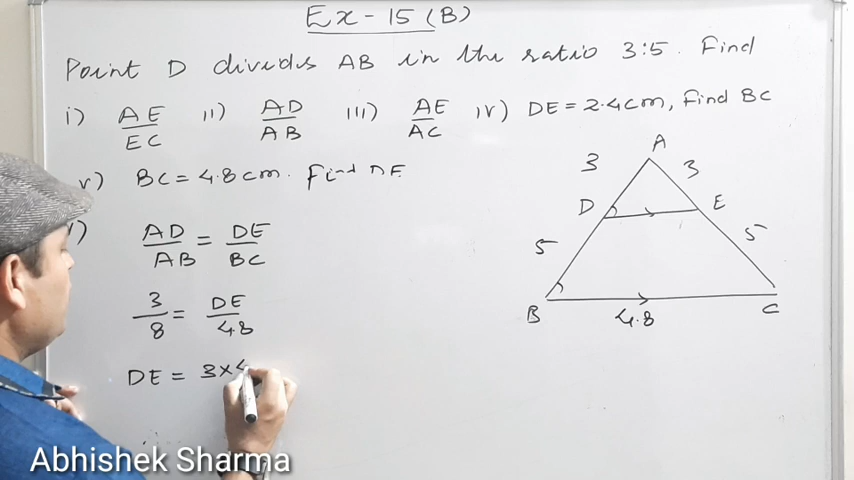 Ex-15 (B)
Point D divides AB in the ratio 3:5. Find
i) AE/EC ii) AD/AB iii) AE/AC iv) DE = 2.4cm, Find BC
v) BC = 4.8cm. Find DE
AD/AB = DE/BC
3/8 = DE/4.8
DE = 3×4
A
3 3
D E
5 5
B 4.8 C
Abhishek Sharma